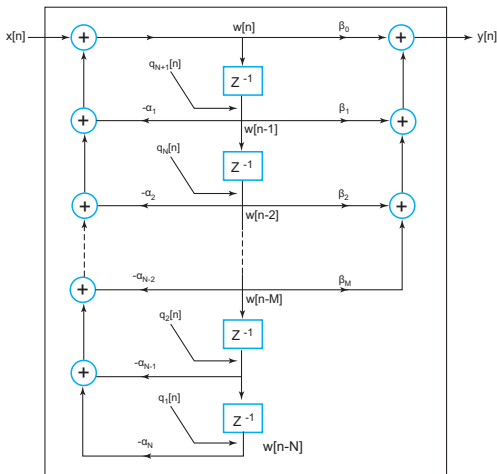 x[n] + w[n] β0 + y[n]
qN+1[n] Z -1
-α1 β1
+ w[n-1] +
qN[n] Z -1
-α2 β2
+ w[n-2] +
-αN-2 βM
+ w[n-M]
q2[n] Z -1
-αN-1
+
q1[n] Z -1
-αN w[n-N]